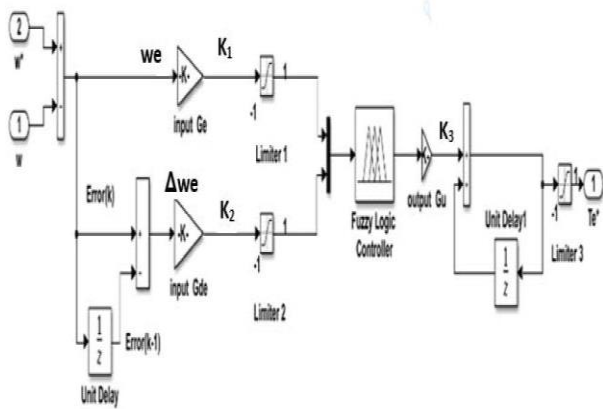 2
w*
1
w
we
K₁
-K-
input Ge
1
-1
Limiter 1
Error(k)
Δwe
K₂
-K-
input Gde
1
-1
Limiter 2
1
z
Error(k-1)
Unit Delay
Fuzzy Logic
Controller
K₃
-K-
output Gu
Unit Delay1
1
z
1
-1
Limiter 3
1
Te*